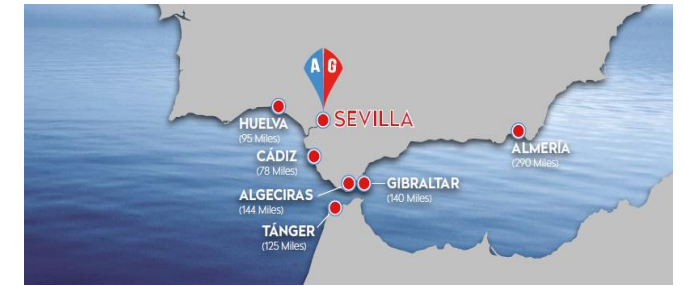 A G
SEVILLA
HUELVA
(95 Miles)
CÁDIZ
(78 Miles)
ALGECIRAS
(144 Miles)
TÁNGER
(125 Miles)
GIBRALTAR
(140 Miles)
ALMERÍA
(290 Miles)